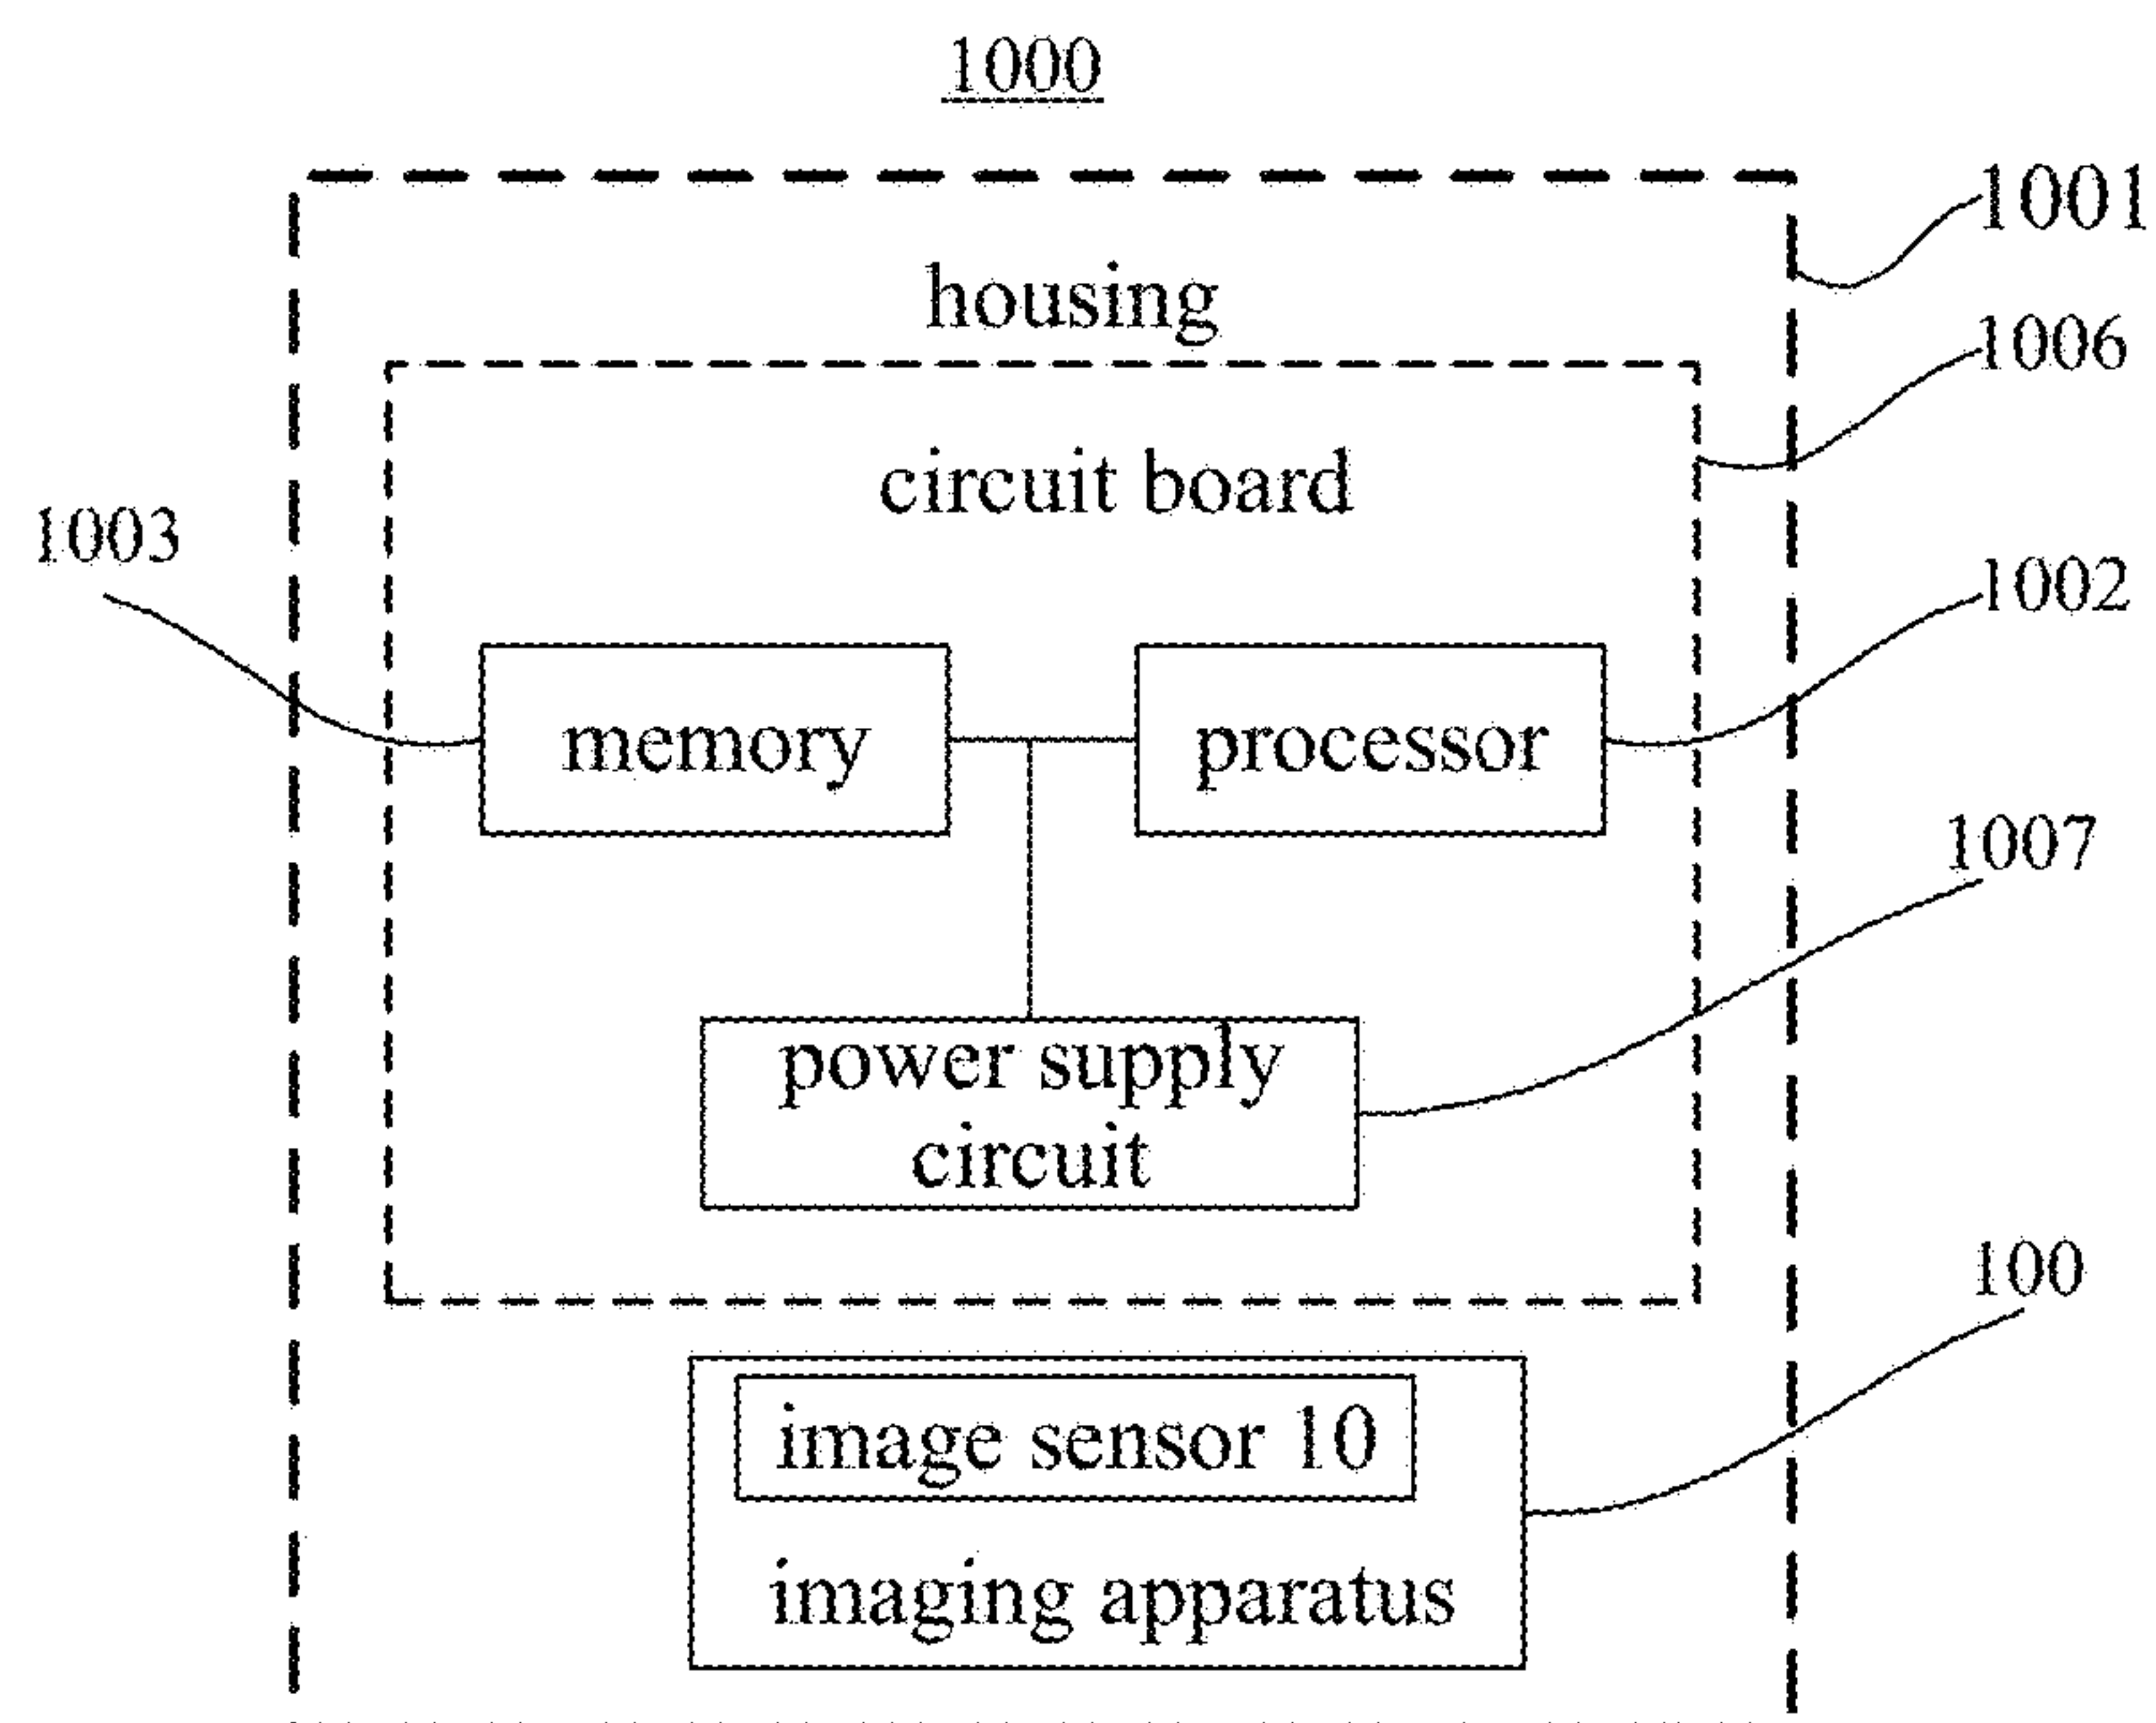 1000
1001
housing
1006
circuit board
1003
1002
memory
processor
1007
power supply
circuit
100
image sensor 10
imaging apparatus